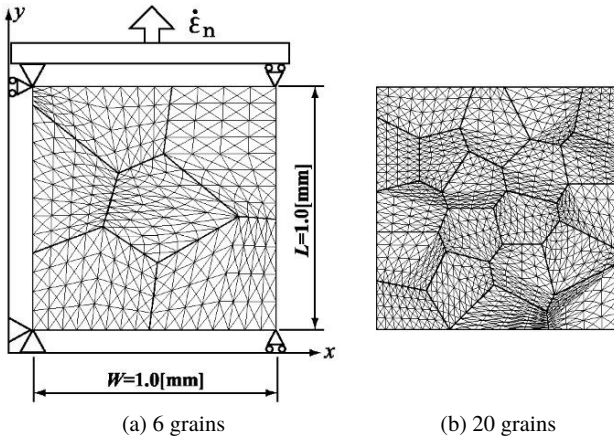 y
ε̇n
L=1.0[mm]
x
W=1.0[mm]
(a) 6 grains
(b) 20 grains